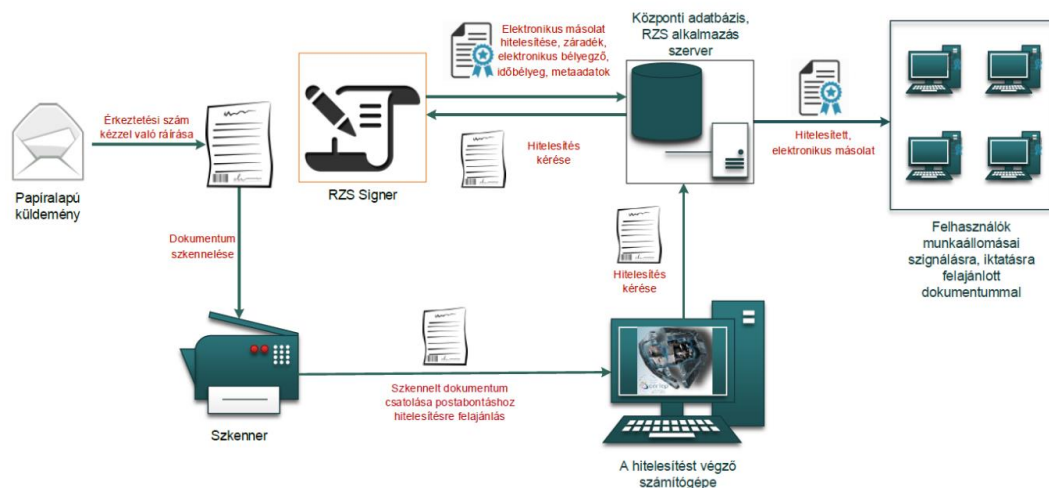 Elektronikus másolat
hitelesítése, záradék,
elektronikus bélyegző,
időbélyeg, metaadatok
Központi adatbázis,
RZS alkalmazás
szerver
Érkeztetési szám
kézzel való ráírása
Hitelesítés
kérése
Hitelesített,
elektronikus másolat
Papíralapú
küldemény
RZS Signer
Dokumentum
szkennelése
Hitelesítés
kérése
Felhasználók
munkaállomásai
szignálásra, iktatásra
felajánlott
dokumentummal
Szkennelt dokumentum
csatolása postabontáshoz
hitelesítésre felajánlás
Szkenner
A hitelesítést végző
számítógépe